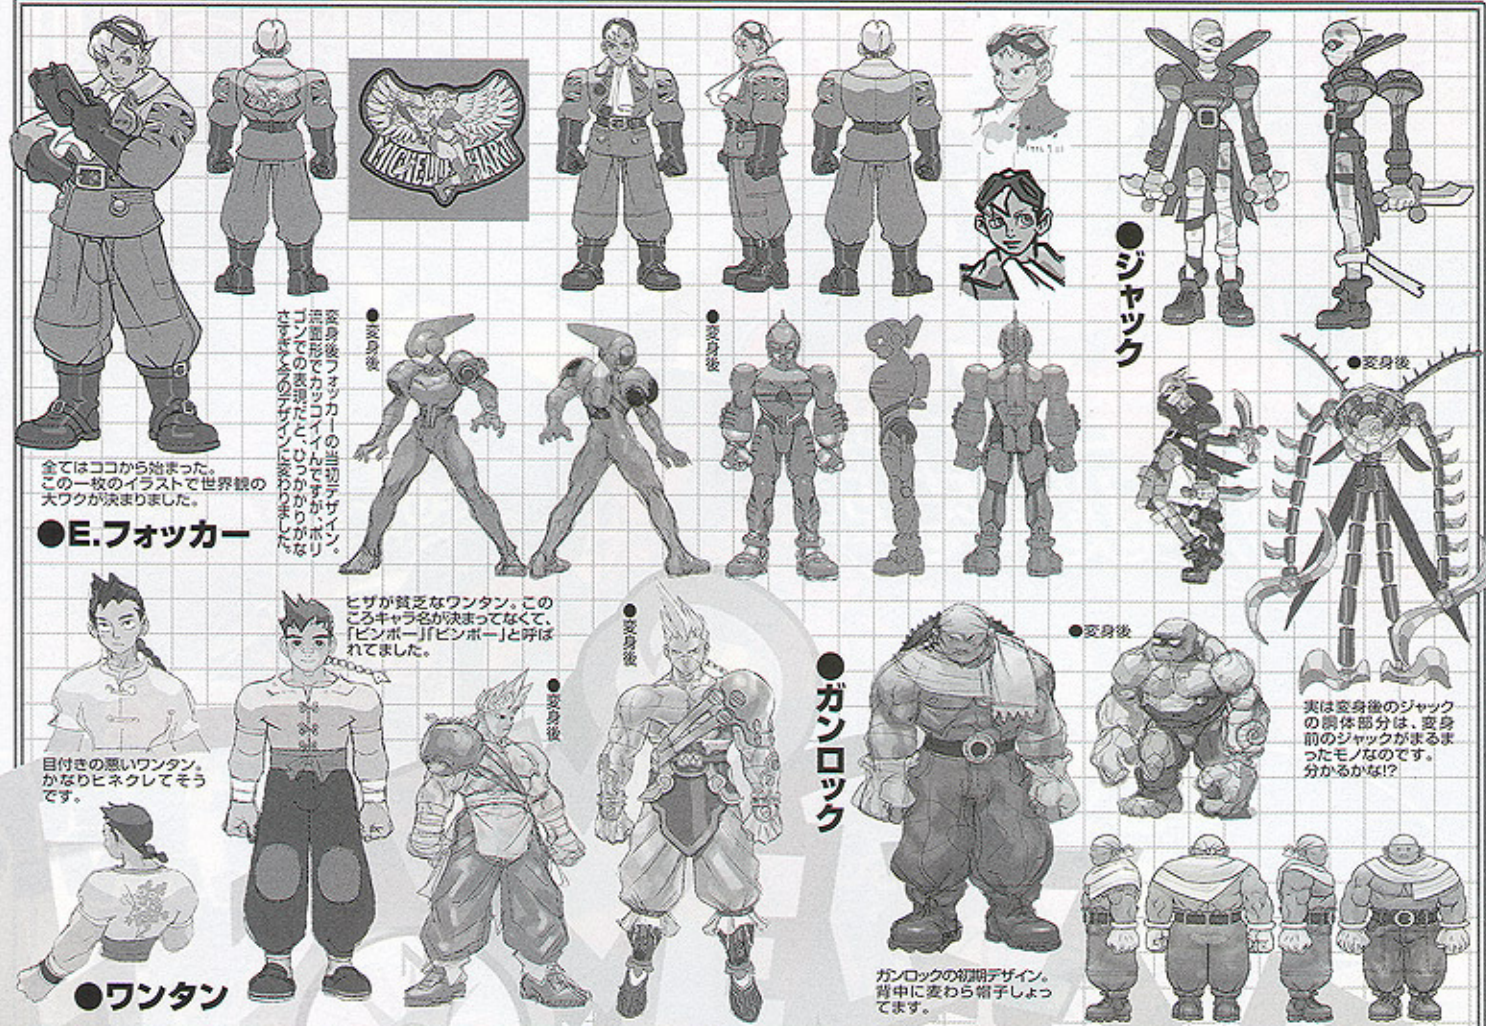 MICHELLE HART
●ジャック
●変身後
変身後フォッカーの当初デザイン。
流面形でカッコイイんですが、ポリ
ゴンでの表現だと、ひっかかりがな
さすぎて今のデザインに変わりました。
●変身後
●変身後
全てはココから始まった。
この一枚のイラストで世界観の
大ワクが決まりました。
●E.フォッカー
ヒザが貧乏なワンタン。この
ころキャラ名が決まってなくて、
「ビンボー」「ビンボー」と呼ば
れてました。
●変身後
●変身後
目付きの悪いワンタン。
かなりヒネクレてそう
です。
●ワンタン
●ガンロック
●変身後
実は変身後のジャック
の胴体部分は、変身
前のジャックがまるま
ったモノなのです。
分かるかな!?
ガンロックの初期デザイン。
背中に変わら帽子しょっ
てます。